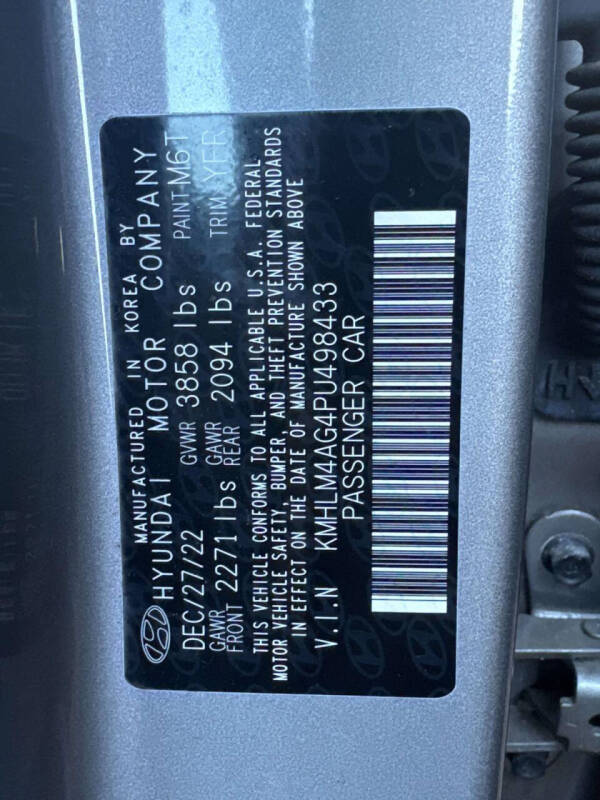 MANUFACTURED IN KOREA BY
HYUNDAI MOTOR COMPANY
DEC/27/22 GVWR 3858 lbs PAINT M6T
GAWR FRONT 2271 lbs GAWR REAR 2094 lbs TRIM YFR
THIS VEHICLE CONFORMS TO ALL APPLICABLE U.S.A. FEDERAL
MOTOR VEHICLE SAFETY, BUMPER, AND THEFT PREVENTION STANDARDS
IN EFFECT ON THE DATE OF MANUFACTURE SHOWN ABOVE
V.I.N KMHLM4AG4PU498433
PASSENGER CAR